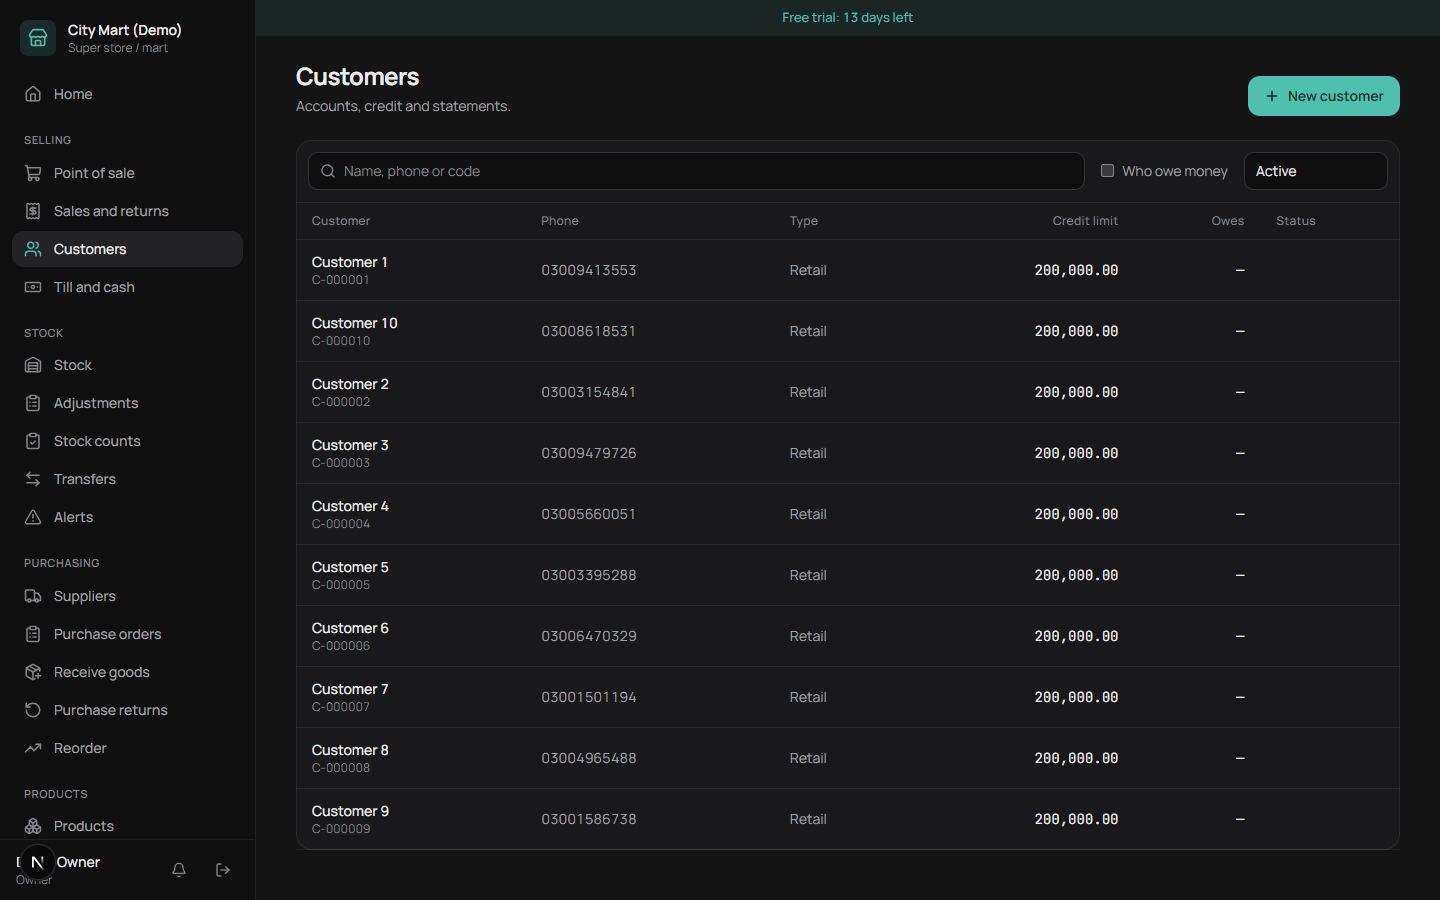 City Mart (Demo)
Super store / mart
Home
SELLING
Point of sale
Sales and returns
Customers
Till and cash
STOCK
Stock
Adjustments
Stock counts
Transfers
Alerts
PURCHASING
Suppliers
Purchase orders
Receive goods
Purchase returns
Reorder
PRODUCTS
Products
Owner
Owner
Free trial: 13 days left
Customers
Accounts, credit and statements.
+ New customer
Name, phone or code
Who owe money
Active
Customer Phone Type Credit limit Owes Status
Customer 1
C-000001
03009413553 Retail 200,000.00 –
Customer 10
C-000010
03008618531 Retail 200,000.00 –
Customer 2
C-000002
03003154841 Retail 200,000.00 –
Customer 3
C-000003
03009479726 Retail 200,000.00 –
Customer 4
C-000004
03005660051 Retail 200,000.00 –
Customer 5
C-000005
03003395288 Retail 200,000.00 –
Customer 6
C-000006
03006470329 Retail 200,000.00 –
Customer 7
C-000007
03001501194 Retail 200,000.00 –
Customer 8
C-000008
03004965488 Retail 200,000.00 –
Customer 9
C-000009
03001586738 Retail 200,000.00 –